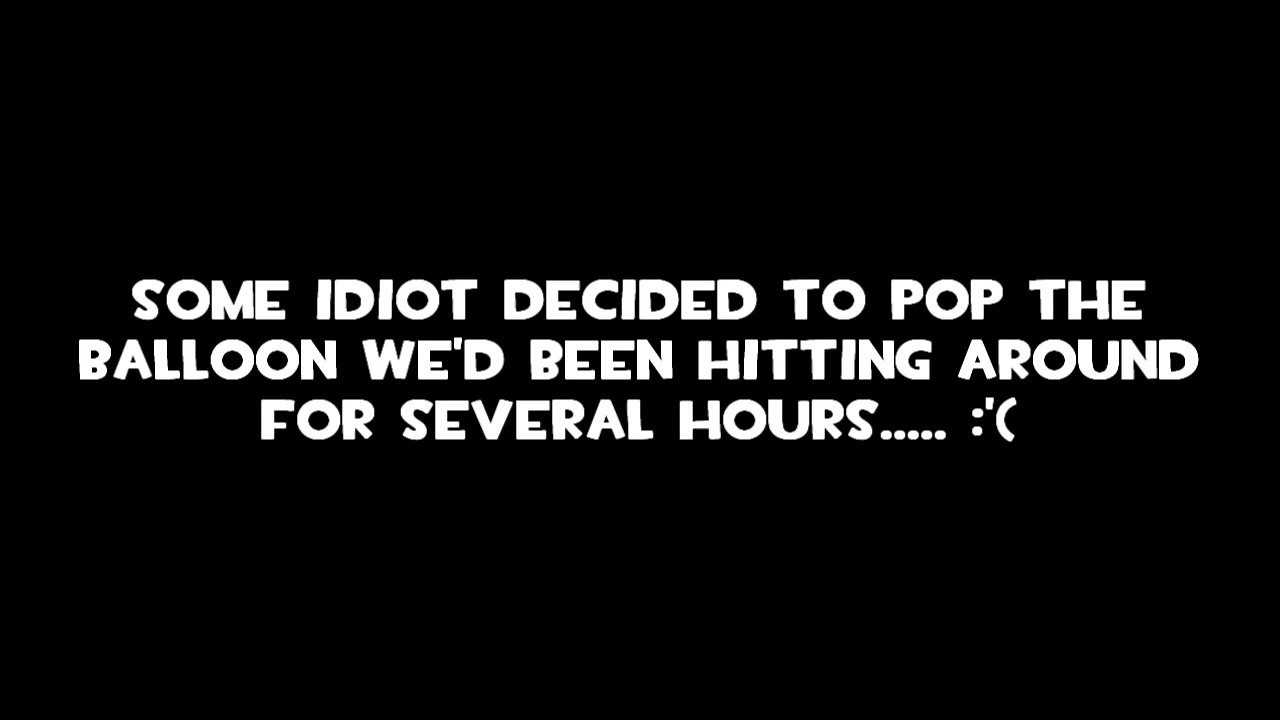 SOME IDIOT DECIDED TO POP THE
BALLOON WE'D BEEN HITTING AROUND
FOR SEVERAL HOURS..... :'(